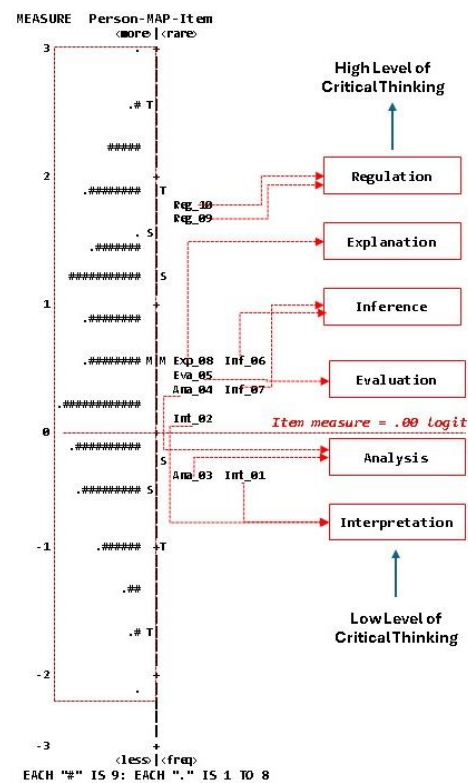 MEASURE Person-MAP-Item
<more>|<rare>
3 . +
High Level of
Critical Thinking
.# T
#####
2 +
Regulation
.######## T
Reg_10
Reg_09
. S
Explanation
.#######
############ S
1 +
Inference
.########
.######## M M Exp_08 Inf_06
Eva_05
Ana_04 Inf_07
Evaluation
.############
Int_02
Item measure = .00 logit
0
.##########
Analysis
S
Ana_03 Int_01
.######### S
Interpretation
-1 .###### +T
.##
Low Level of
Critical Thinking
.# T
-2 +
.
-3 +
<less>|<freq>
EACH "#" IS 9: EACH "." IS 1 TO 8